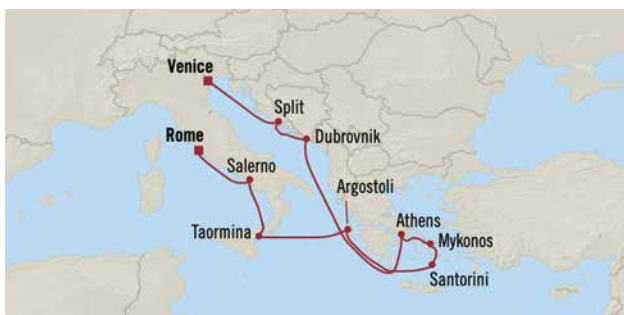 Venice
Split
Rome
Dubrovnik
Salerno
Argostoli
Taormina
Athens
Mykonos
Santorini